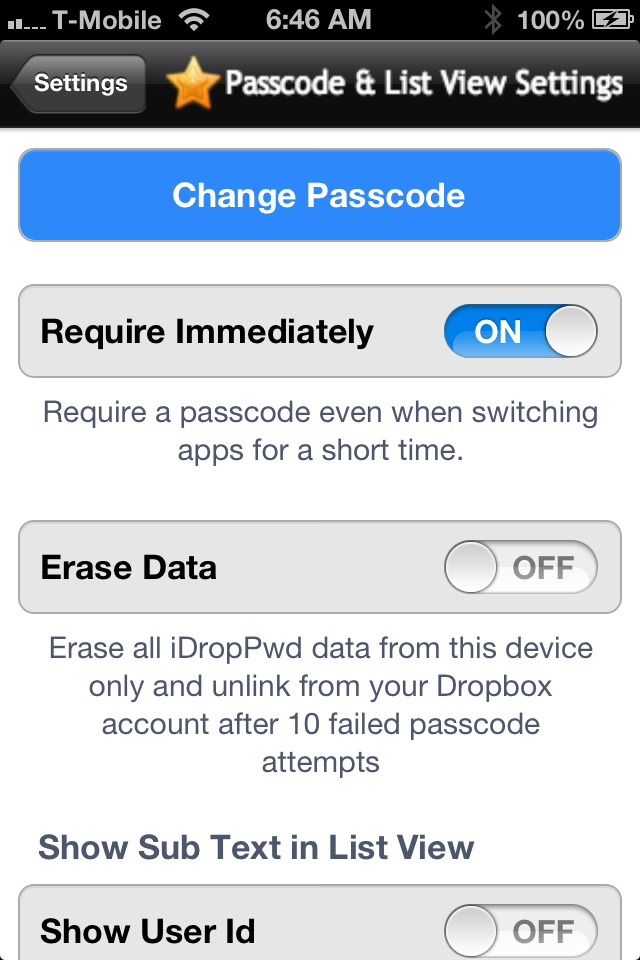 T-Mobile 6:46 AM 100%
Settings Passcode & List View Settings
Change Passcode
Require Immediately ON
Require a passcode even when switching
apps for a short time.
Erase Data OFF
Erase all iDropPwd data from this device
only and unlink from your Dropbox
account after 10 failed passcode
attempts
Show Sub Text in List View
Show User Id OFF